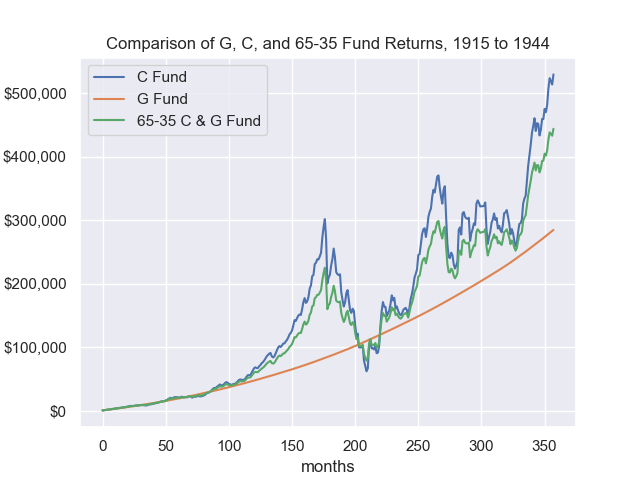 Comparison of G, C, and 65-35 Fund Returns, 1915 to 1944
C Fund
G Fund
65-35 C & G Fund
$500,000
$400,000
$300,000
$200,000
$100,000
$0
0 50 100 150 200 250 300 350
months